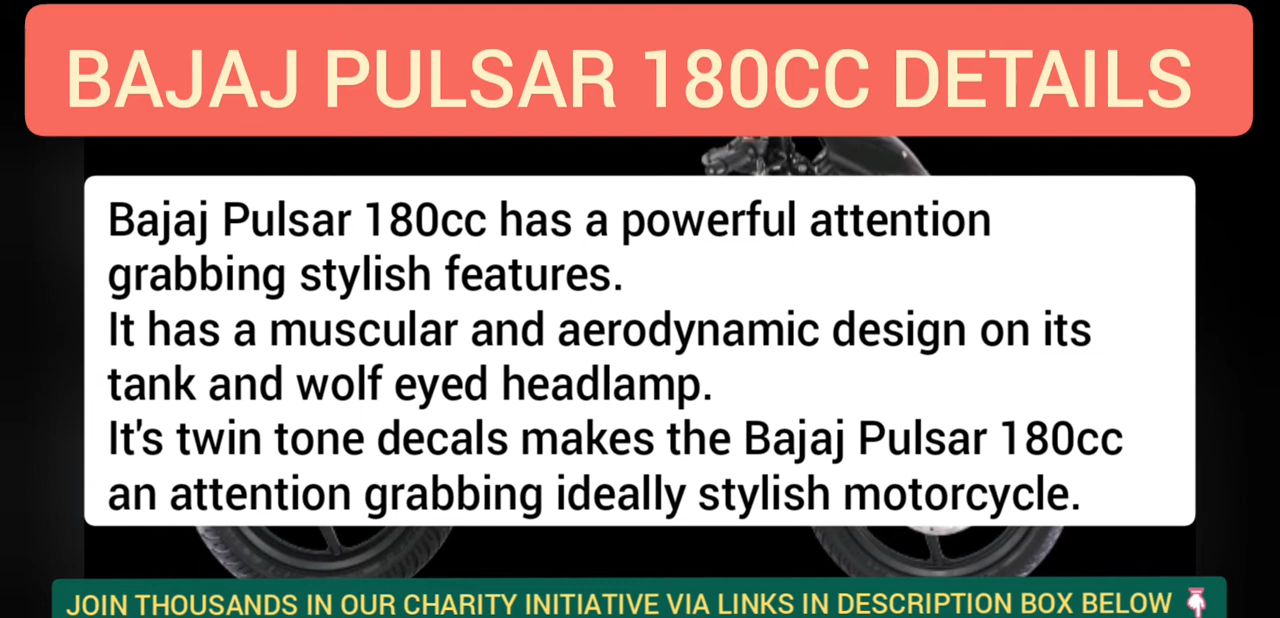 BAJAJ PULSAR 180CC DETAILS
Bajaj Pulsar 180cc has a powerful attention
grabbing stylish features.
It has a muscular and aerodynamic design on its
tank and wolf eyed headlamp.
It's twin tone decals makes the Bajaj Pulsar 180cc
an attention grabbing ideally stylish motorcycle.
JOIN THOUSANDS IN OUR CHARITY INITIATIVE VIA LINKS IN DESCRIPTION BOX BELOW 👇